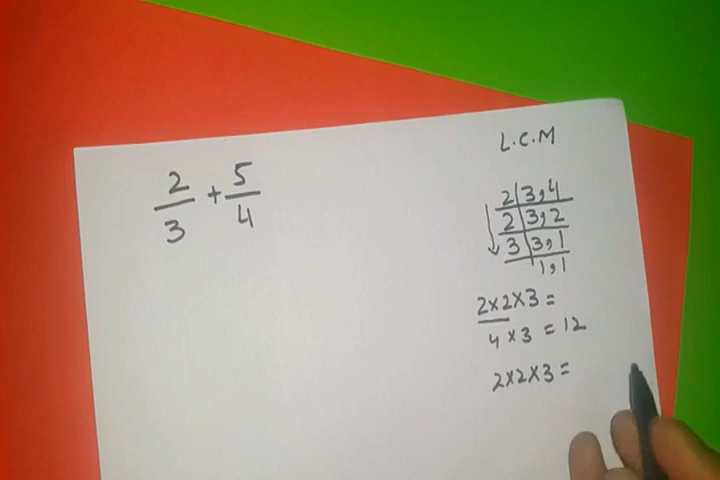 2/3 + 5/4
L.C.M
2 | 3, 4
2 | 3, 2
3 | 3, 1
1, 1
2×2×3 =
4 × 3 = 12
2×2×3 =